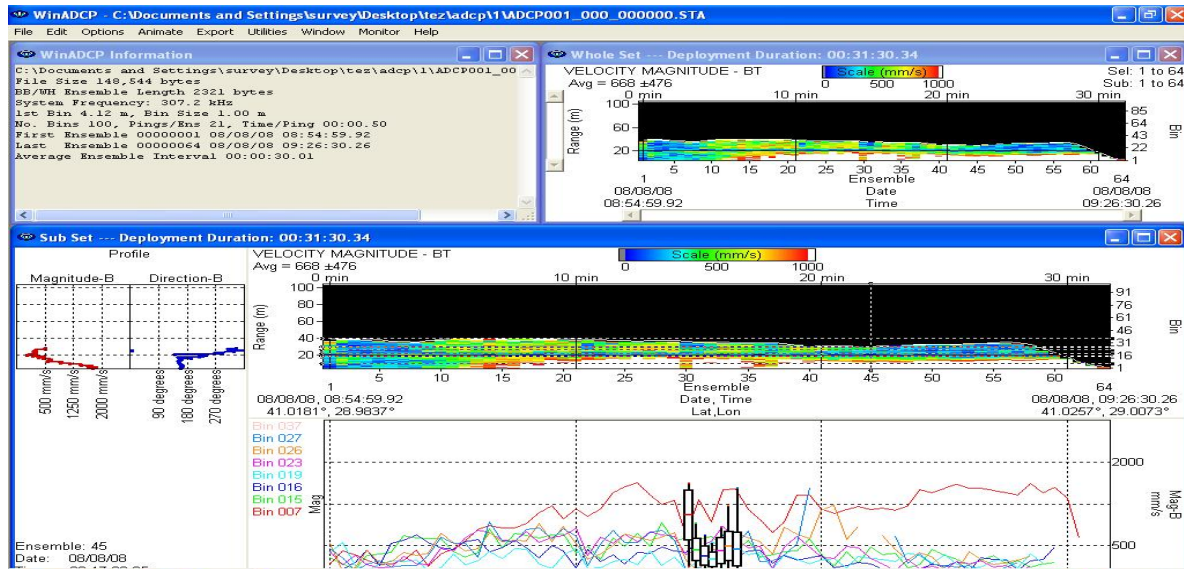 WinADCP - C:\Documents and Settings\survey\Desktop\tez\adcp\1\ADCP001_000_000000.STA
File Edit Options Animate Export Utilities Window Monitor Help
WinADCP Information
C:\Documents and Settings\survey\Desktop\tez\adcp\1\ADCP001_00
File Size 148,544 bytes
BB/WH Ensemble Length 2321 bytes
System Frequency: 307.2 kHz
1st Bin 4.12 m, Bin Size 1.00 m
No. Bins 100, Pings/Ens 21, Time/Ping 00:00.50
First Ensemble 00000001 08/08/08 08:54:59.92
Last Ensemble 00000064 08/08/08 09:26:30.26
Average Ensemble Interval 00:00:30.01
Whole Set --- Deployment Duration: 00:31:30.34
VELOCITY MAGNITUDE - BT
Scale (mm/s)
Sel: 1 to 64
Avg = 668 ±476
0 500 1000
Sub: 1 to 64
0 min 10 min 20 min 30 min
Range (m)
100
60
20
85
64
43
22
1
Bin
1 5 10 15 20 25 30 35 40 45 50 55 60 64
Ensemble
08/08/08 Date 08/08/08
08:54:59.92 Time 09:26:30.26
Sub Set --- Deployment Duration: 00:31:30.34
Profile
Magnitude-B Direction-B
500 mm/s
1250 mm/s
2000 mm/s
90 degrees
180 degrees
270 degrees
VELOCITY MAGNITUDE - BT
Scale (mm/s)
Avg = 668 ±476
0 500 1000
0 min 10 min 20 min 30 min
Range (m)
100
80
60
40
20
91
76
61
46
31
16
1
Bin
1 5 10 15 20 25 30 35 40 45 50 55 60 64
Ensemble
08/08/08, 08:54:59.92 Date, Time 08/08/08, 09:26:30.26
41.0181°, 28.9837° Lat,Lon 41.0257°, 29.0073°
Bin 037
Bin 027
Bin 026
Bin 023
Bin 019
Bin 016
Bin 015
Bin 007
Mag
2000
500
Mag-B
mm/s
Ensemble: 45
Date: 08/08/08